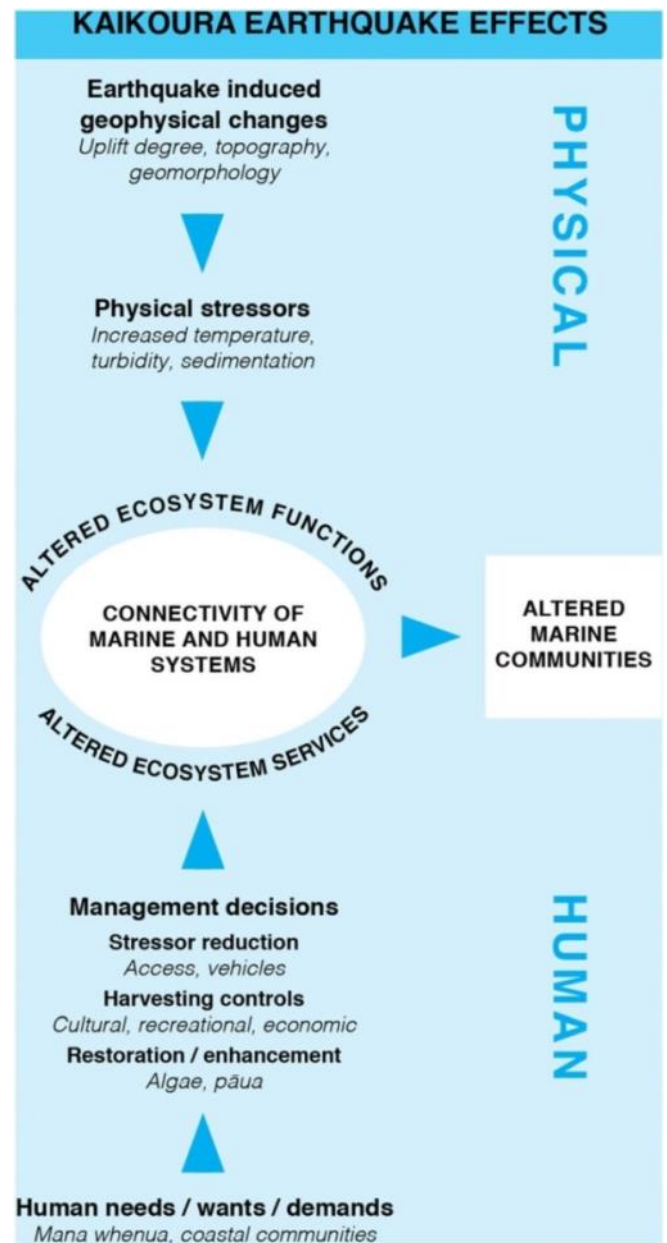 KAIKOURA EARTHQUAKE EFFECTS
Earthquake induced
geophysical changes
Uplift degree, topography,
geomorphology
PHYSICAL
Physical stressors
Increased temperature,
turbidity, sedimentation
ALTERED ECOSYSTEM FUNCTIONS
CONNECTIVITY OF
MARINE AND HUMAN
SYSTEMS
ALTERED ECOSYSTEM SERVICES
ALTERED
MARINE
COMMUNITIES
Management decisions
Stressor reduction
Access, vehicles
Harvesting controls
Cultural, recreational, economic
Restoration / enhancement
Algae, pāua
HUMAN
Human needs / wants / demands
Mana whenua, coastal communities